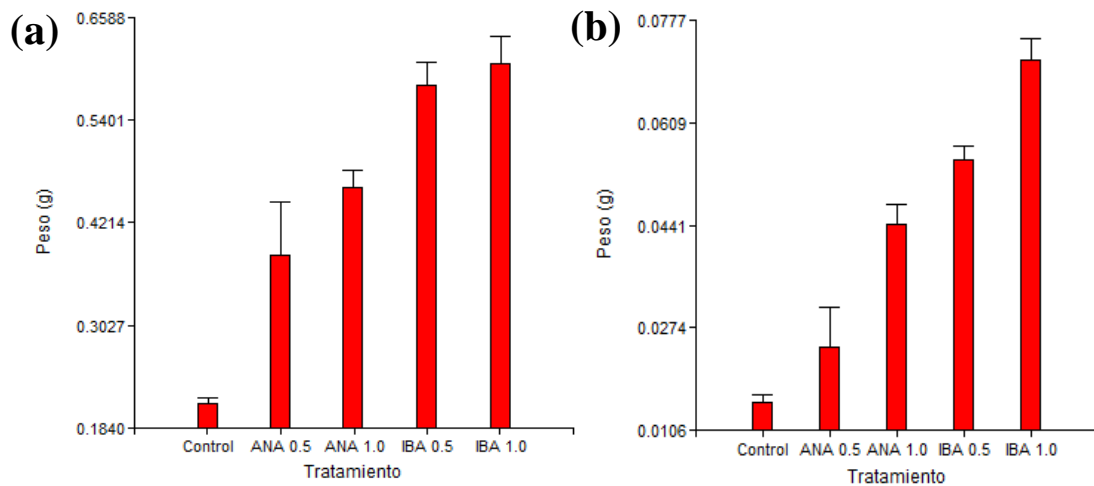 (a)
0.6588
0.5401
0.4214
0.3027
0.1840
Peso (g)
Control ANA 0.5 ANA 1.0 IBA 0.5 IBA 1.0
Tratamiento
(b)
0.0777
0.0609
0.0441
0.0274
0.0106
Peso (g)
Control ANA 0.5 ANA 1.0 IBA 0.5 IBA 1.0
Tratamiento